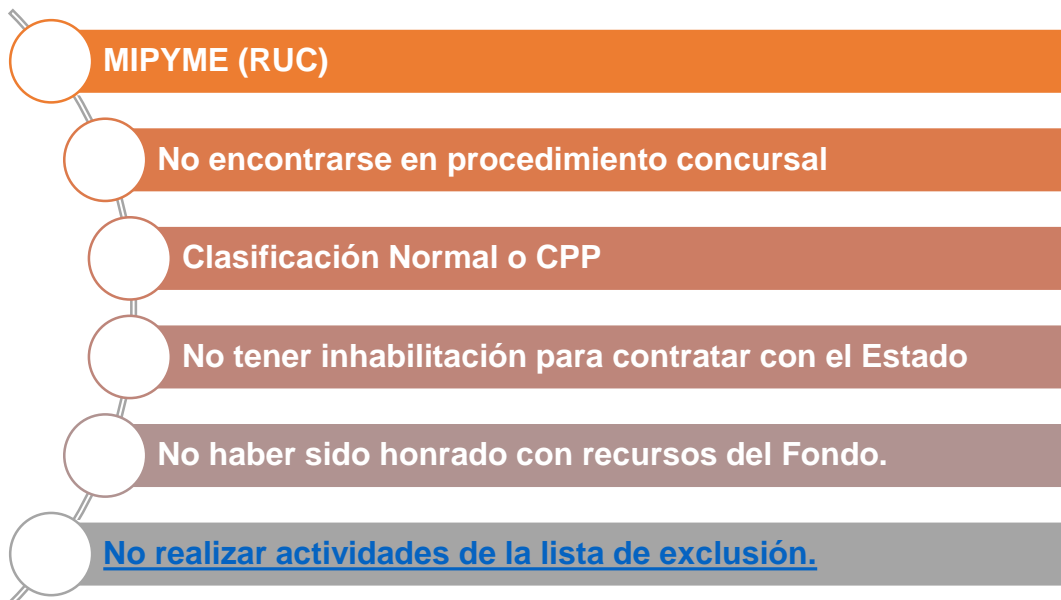 MIPYME (RUC)
No encontrarse en procedimiento concursal
Clasificación Normal o CPP
No tener inhabilitación para contratar con el Estado
No haber sido honrado con recursos del Fondo.
No realizar actividades de la lista de exclusión.